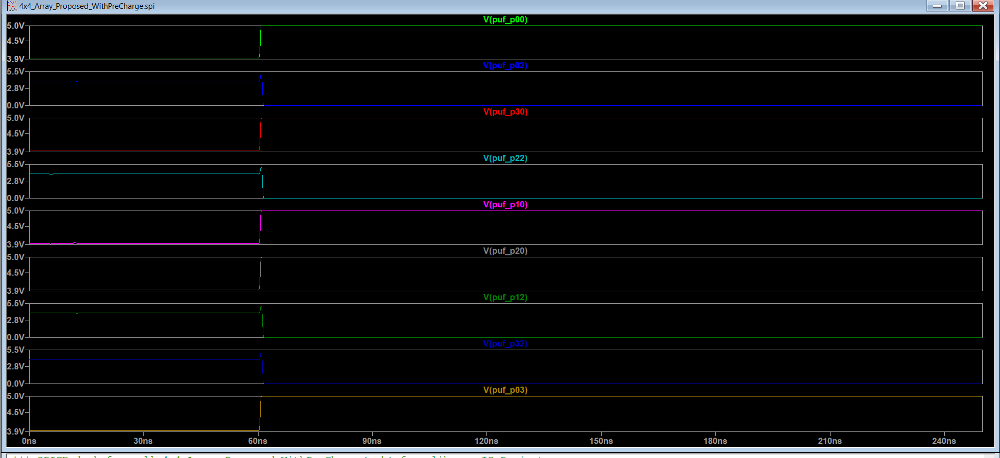 4x4_Array_Proposed_WithPreCharge.spi
V(puf_p00)
5.0V
4.5V
3.9V
V(puf_p02)
5.5V
2.8V
0.0V
V(puf_p30)
5.0V
4.5V
3.9V
V(puf_p22)
5.5V
2.8V
0.0V
V(puf_p10)
5.0V
4.5V
3.9V
V(puf_p20)
5.0V
4.5V
3.9V
V(puf_p12)
5.5V
2.8V
0.0V
V(puf_p32)
5.5V
2.8V
0.0V
V(puf_p03)
5.0V
4.5V
3.9V
0ns 30ns 60ns 90ns 120ns 150ns 180ns 210ns 240ns